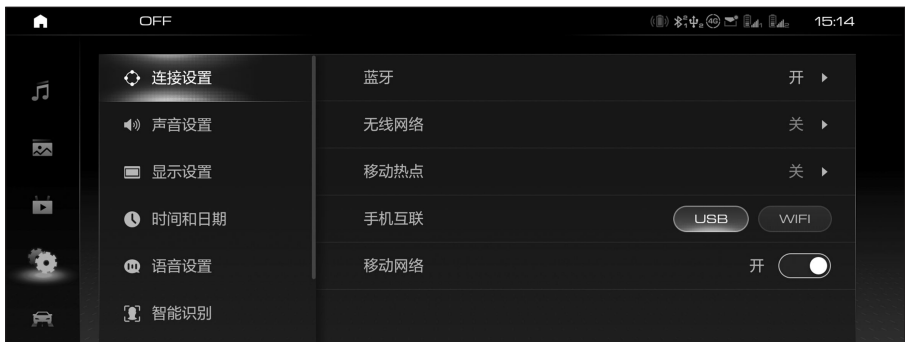 OFF
4G
15:14
连接设置
声音设置
显示设置
时间和日期
语音设置
智能识别
蓝牙 开
无线网络 关
移动热点 关
手机互联 USB WIFI
移动网络 开